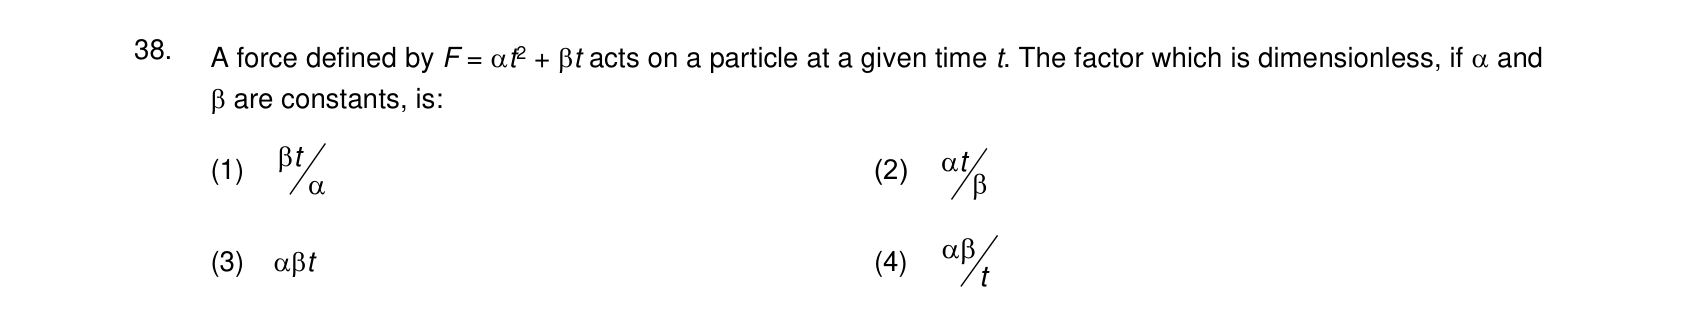 38. A force defined by F = αt² + βt acts on a particle at a given time t. The factor which is dimensionless, if α and
β are constants, is:
(1) βt/α (2) αt/β
(3) αβt (4) αβ/t